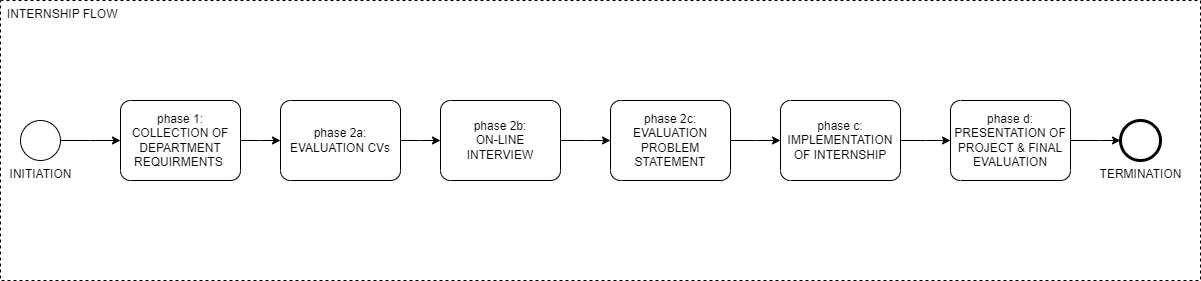 INTERNSHIP FLOW
INITIATION
phase 1:
COLLECTION OF
DEPARTMENT
REQUIRMENTS
phase 2a:
EVALUATION CVs
phase 2b:
ON-LINE
INTERVIEW
phase 2c:
EVALUATION
PROBLEM
STATEMENT
phase c:
IMPLEMENTATION
OF INTERNSHIP
phase d:
PRESENTATION OF
PROJECT & FINAL
EVALUATION
TERMINATION